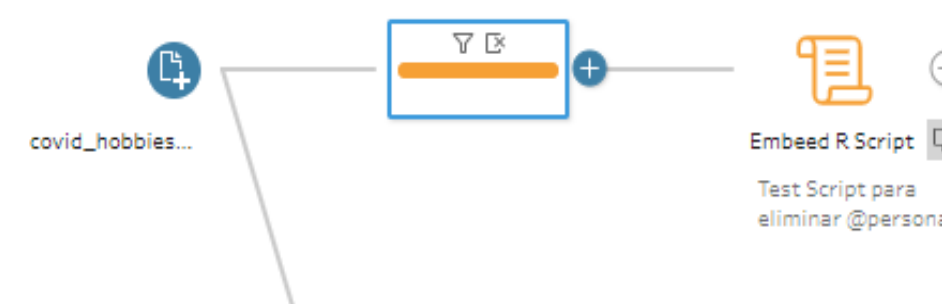 covid_hobbies...
Embeed R Script
Test Script para
eliminar @persona